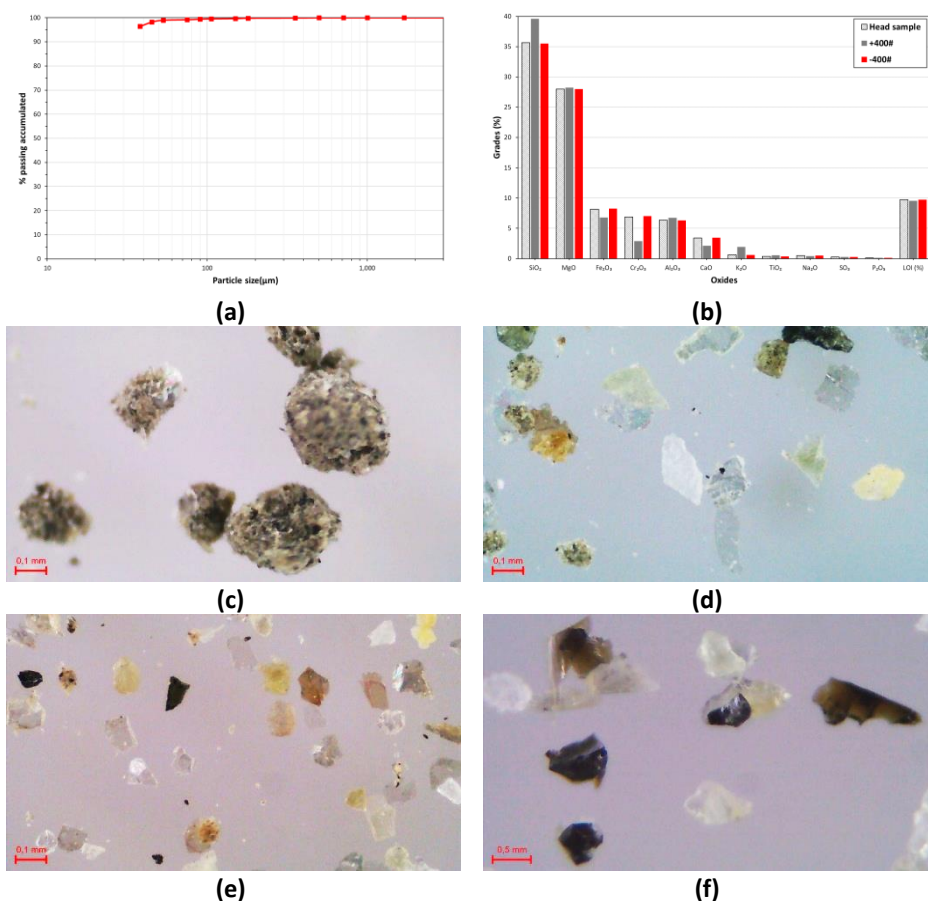 100
90
80
70
60
50
40
30
20
10
0
% passing accumulated
10
100
1,000
Particle size(µm)
(a)
40
35
30
25
20
15
10
5
0
Grades (%)
Head sample
+400#
-400#
SiO₂ MgO Fe₂O₃ Cr₂O₃ Al₂O₃ CaO K₂O TiO₂ Na₂O SO₃ P₂O₅ LOI (%)
Oxides
(b)
0,1 mm
(c)
0,1 mm
(d)
0,1 mm
(e)
0,5 mm
(f)